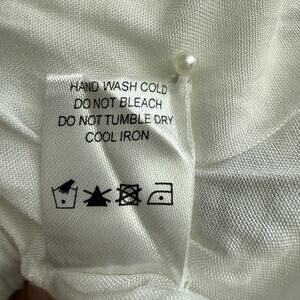 HAND WASH COLD
DO NOT BLEACH
DO NOT TUMBLE DRY
COOL IRON